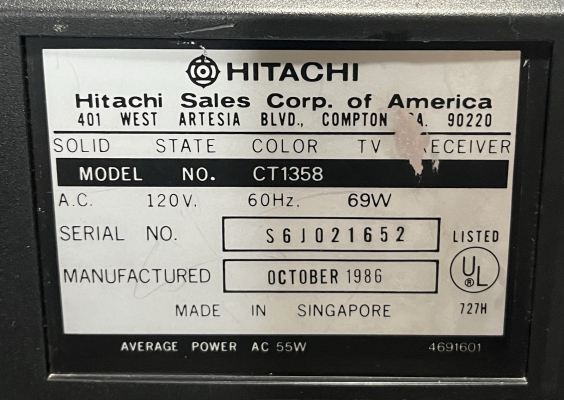 HITACHI
Hitachi Sales Corp. of America
401 WEST ARTESIA BLVD., COMPTON CA. 90220
SOLID STATE COLOR TV RECEIVER
MODEL NO. CT1358
A.C. 120V. 60Hz. 69W
SERIAL NO. S6J021652 LISTED
MANUFACTURED OCTOBER 1986 UL ®
MADE IN SINGAPORE 727H
AVERAGE POWER AC 55W 4691601